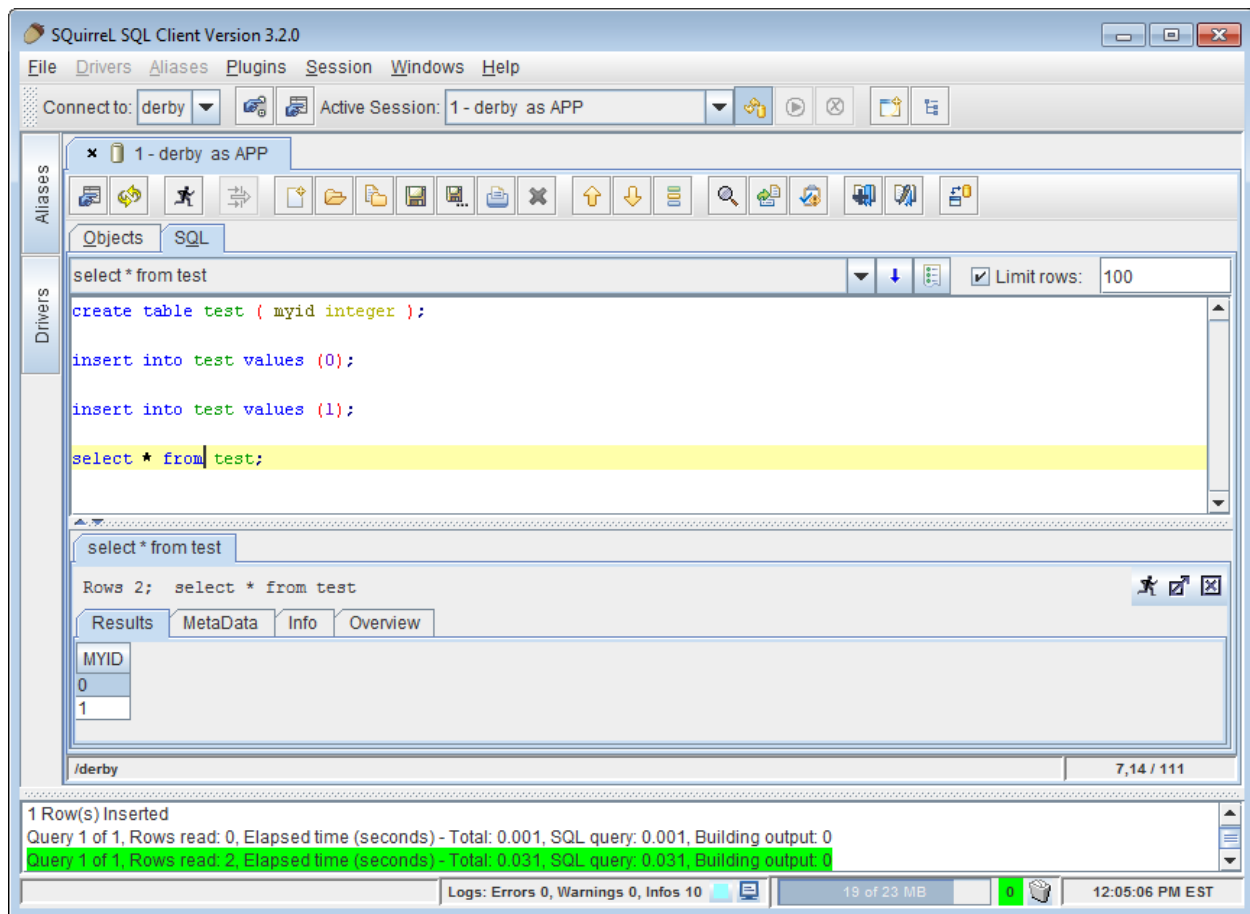 SQuirreL SQL Client Version 3.2.0
File Drivers Aliases Plugins Session Windows Help
Connect to: derby Active Session: 1 - derby as APP
Aliases
Drivers
1 - derby as APP
Objects SQL
select * from test Limit rows: 100
create table test ( myid integer );
insert into test values (0);
insert into test values (1);
select * from test;
select * from test
Rows 2; select * from test
Results MetaData Info Overview
MYID
0
1
/derby 7,14 / 111
1 Row(s) Inserted
Query 1 of 1, Rows read: 0, Elapsed time (seconds) - Total: 0.001, SQL query: 0.001, Building output: 0
Query 1 of 1, Rows read: 2, Elapsed time (seconds) - Total: 0.031, SQL query: 0.031, Building output: 0
Logs: Errors 0, Warnings 0, Infos 10 19 of 23 MB 0 12:05:06 PM EST